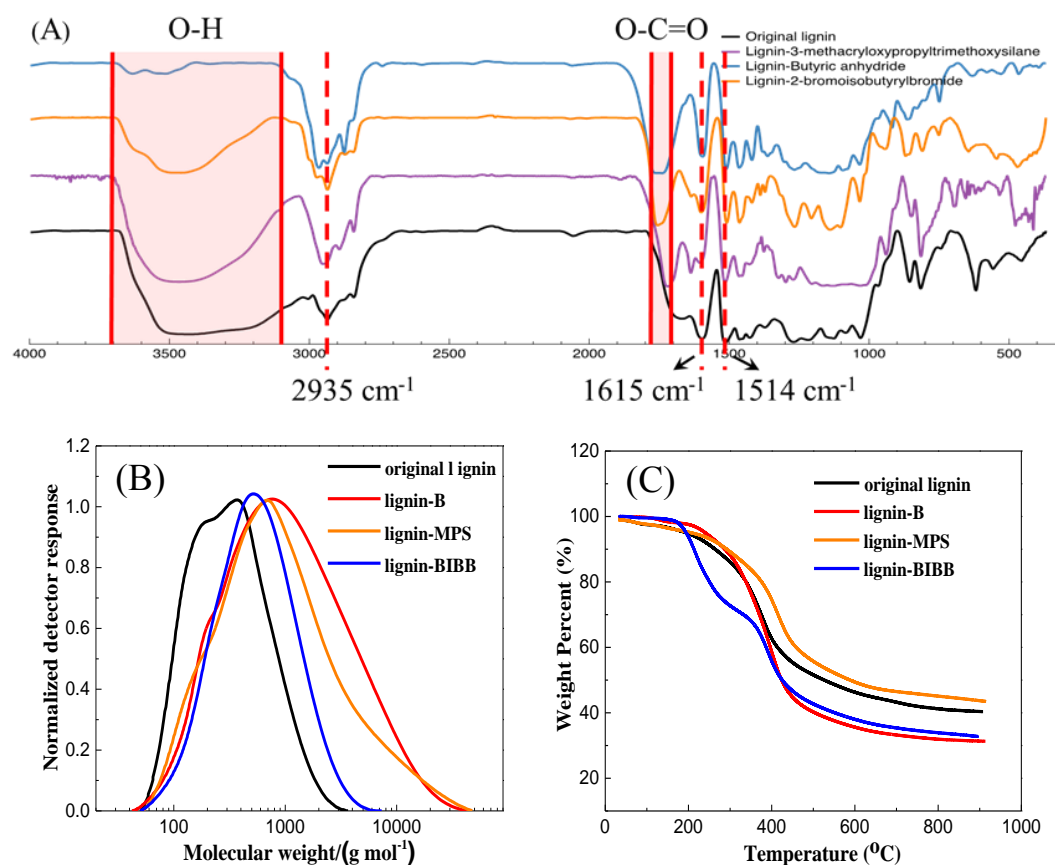 (A)
O-H
O-C=O
Original lignin
Lignin-3-methacryloxypropyltrimethoxysilane
Lignin-Butyric anhydride
Lignin-2-bromoisobutyrylbromide
4000 3500 3000 2500 2000 1500 1000 500
2935 cm⁻¹ 1615 cm⁻¹ 1514 cm⁻¹
(B)
original l ignin
lignin-B
lignin-MPS
lignin-BIBB
Normalized detector response
1.2
1.0
0.8
0.6
0.4
0.2
0.0
100 1000 10000
Molecular weight/(g mol⁻¹)
(C)
original lignin
lignin-B
lignin-MPS
lignin-BIBB
Weight Percent (%)
120
100
80
60
40
20
0 200 400 600 800 1000
Temperature (⁰C)